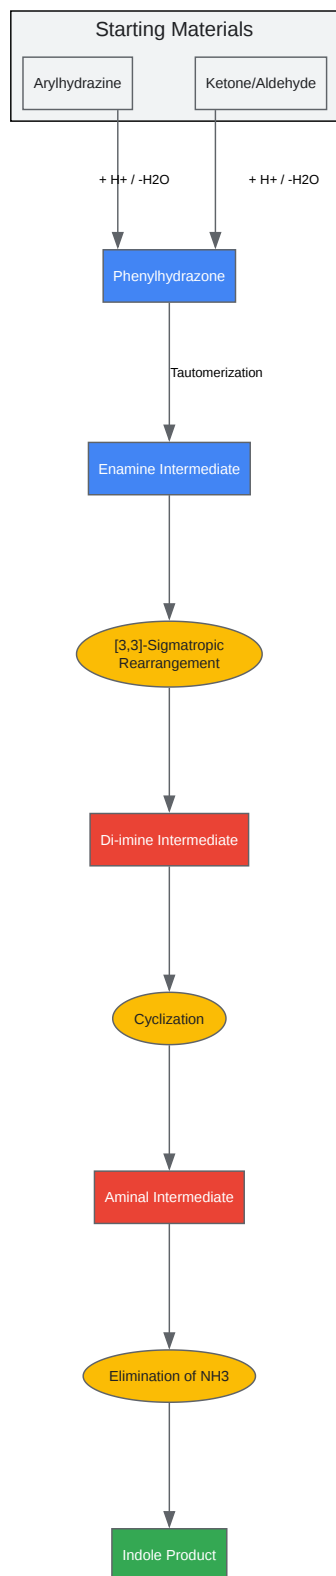 Starting Materials
Arylhydrazine
Ketone/Aldehyde
+ H+ / -H2O
+ H+ / -H2O
Phenylhydrazone
Tautomerization
Enamine Intermediate
[3,3]-Sigmatropic
Rearrangement
Di-imine Intermediate
Cyclization
Aminal Intermediate
Elimination of NH3
Indole Product